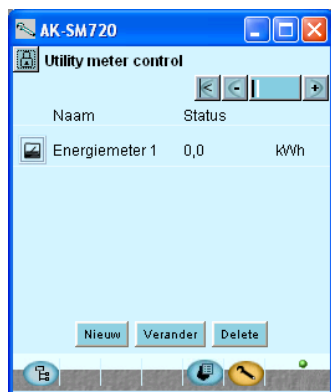 AK-SM720
Utility meter control
Naam Status
Energiemeter 1 0,0 kWh
Nieuw Verander Delete